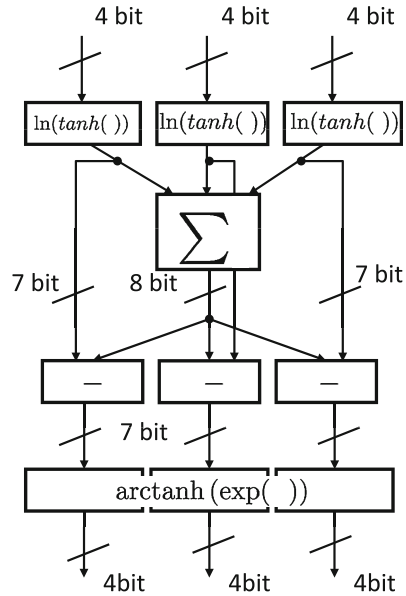 4 bit 4 bit 4 bit
ln(tanh( )) ln(tanh( )) ln(tanh( ))
∑
7 bit 8 bit 7 bit
− − −
7 bit
arctanh (exp( ))
4bit 4bit 4bit